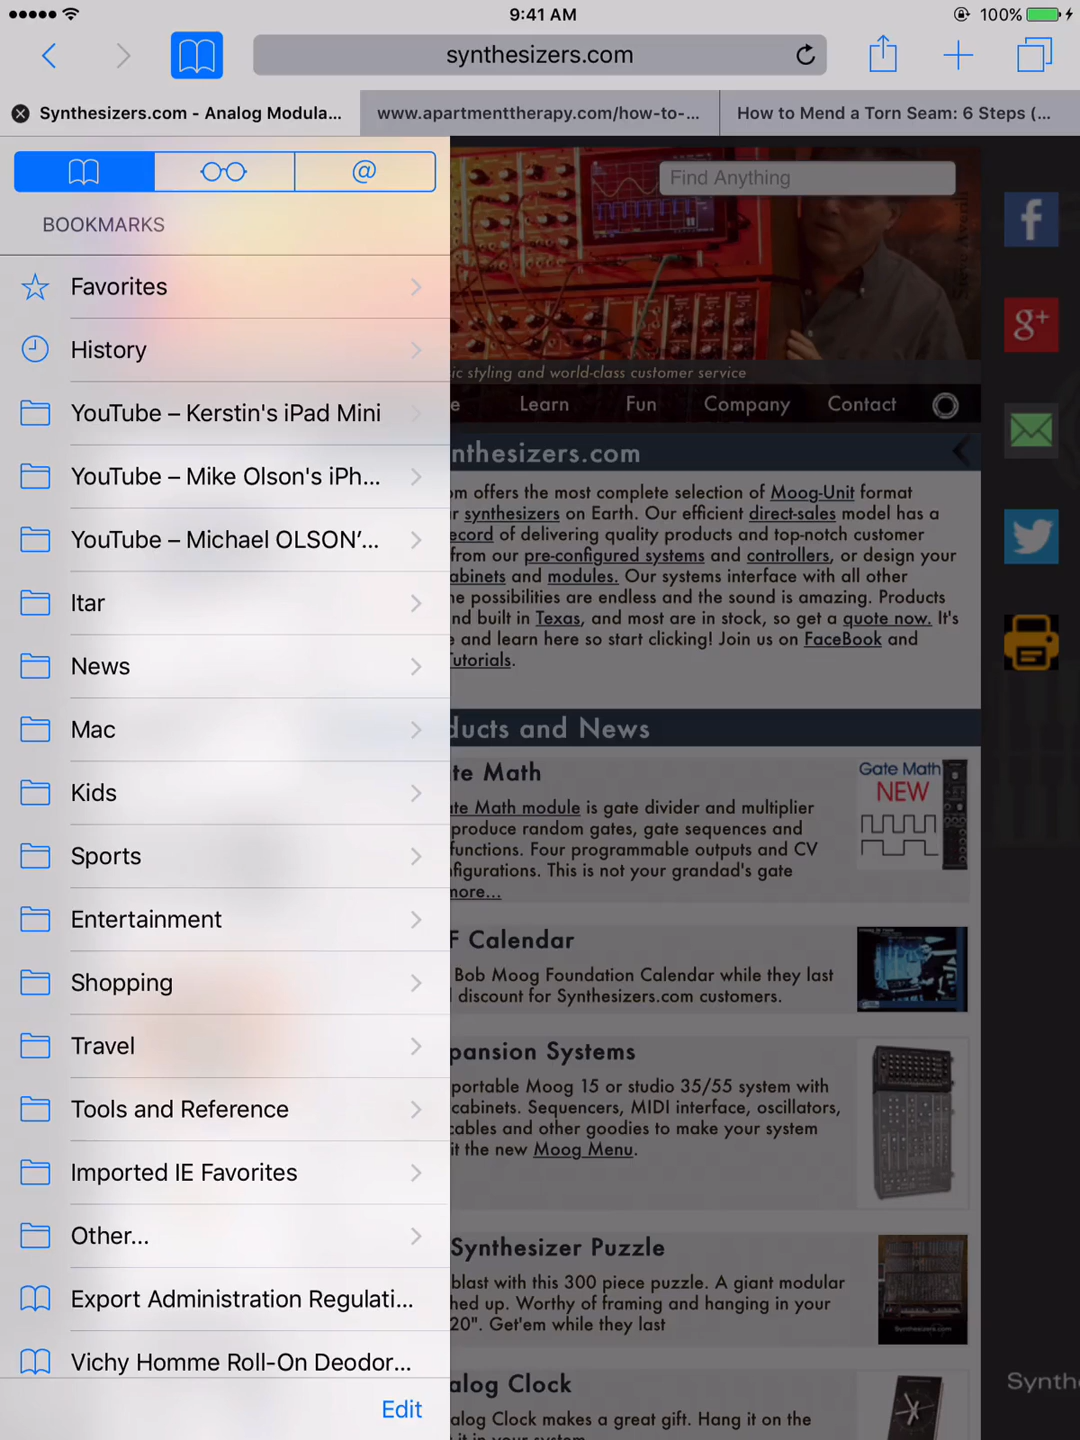 9:41 AM
100%
synthesizers.com
Synthesizers.com - Analog Modula...
www.apartmenttherapy.com/how-to-...
How to Mend a Torn Seam: 6 Steps (...
@
BOOKMARKS
Favorites
History
YouTube – Kerstin's iPad Mini
YouTube – Mike Olson's iPh...
YouTube – Michael OLSON'...
Itar
News
Mac
Kids
Sports
Entertainment
Shopping
Travel
Tools and Reference
Imported IE Favorites
Other...
Export Administration Regulati...
Vichy Homme Roll-On Deodor...
Edit
Find Anything
ic styling and world-class customer service
e Learn Fun Company Contact
nthesizers.com
om offers the most complete selection of Moog-Unit format
r synthesizers on Earth. Our efficient direct-sales model has a
ecord of delivering quality products and top-notch customer
from our pre-configured systems and controllers, or design your
abinets and modules. Our systems interface with all other
he possibilities are endless and the sound is amazing. Products
nd built in Texas, and most are in stock, so get a quote now. It's
e and learn here so start clicking! Join us on FaceBook and
utorials.
ducts and News
te Math
ate Math module is gate divider and multiplier
produce random gates, gate sequences and
functions. Four programmable outputs and CV
figurations. This is not your grandad's gate
more...
Gate Math
NEW
F Calendar
Bob Moog Foundation Calendar while they last
l discount for Synthesizers.com customers.
pansion Systems
portable Moog 15 or studio 35/55 system with
cabinets. Sequencers, MIDI interface, oscillators,
cables and other goodies to make your system
it the new Moog Menu.
Synthesizer Puzzle
blast with this 300 piece puzzle. A giant modular
hed up. Worthy of framing and hanging in your
20". Get'em while they last
Synthesizers.com
alog Clock
alog Clock makes a great gift. Hang it on the
it in your system
f
g+
Synth